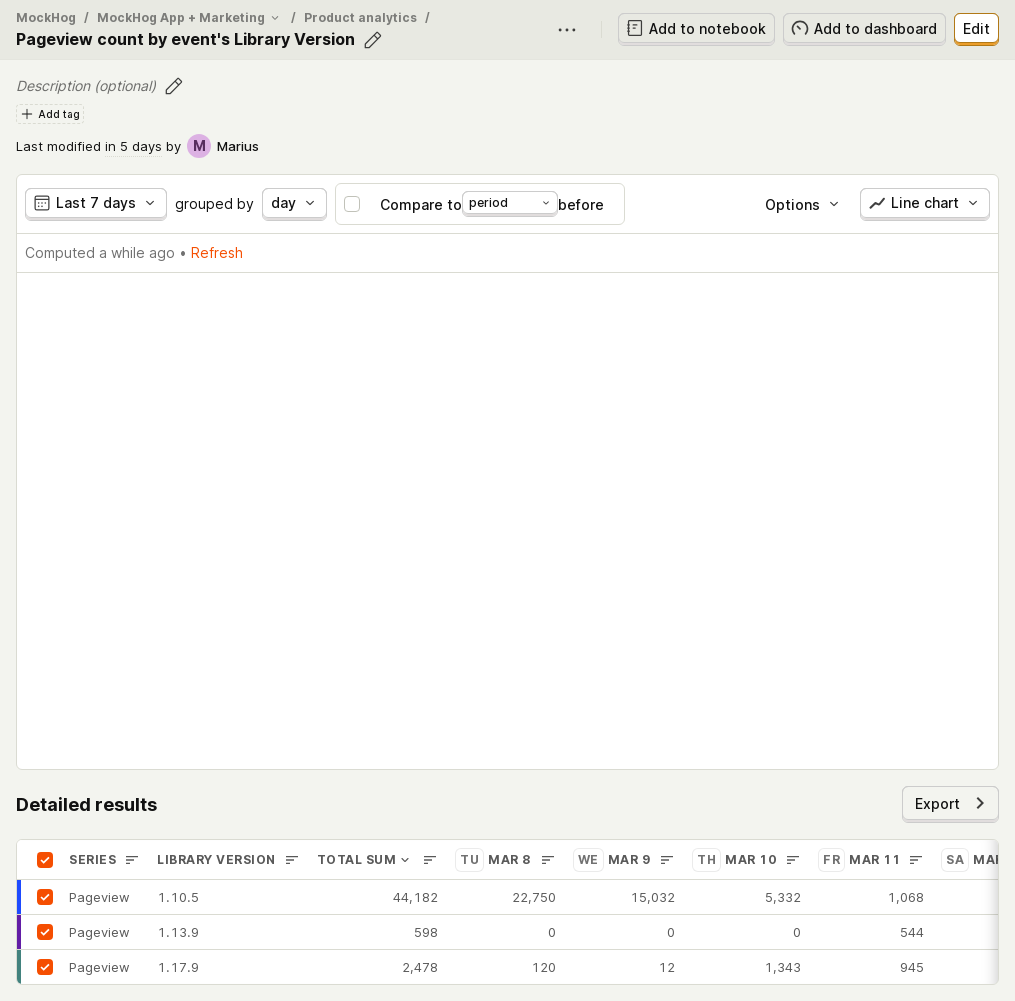 MockHog / MockHog App + Marketing / Product analytics /
Pageview count by event's Library Version
Add to notebook
Add to dashboard
Edit
Description (optional)
Add tag
Last modified in 5 days by M Marius
Last 7 days grouped by day Compare to period before Options Line chart
Computed a while ago • Refresh
Detailed results
Export
SERIES LIBRARY VERSION TOTAL SUM TU MAR 8 WE MAR 9 TH MAR 10 FR MAR 11 SA
Pageview 1.10.5 44,182 22,750 15,032 5,332 1,068
Pageview 1.13.9 598 0 0 0 544
Pageview 1.17.9 2,478 120 12 1,343 945